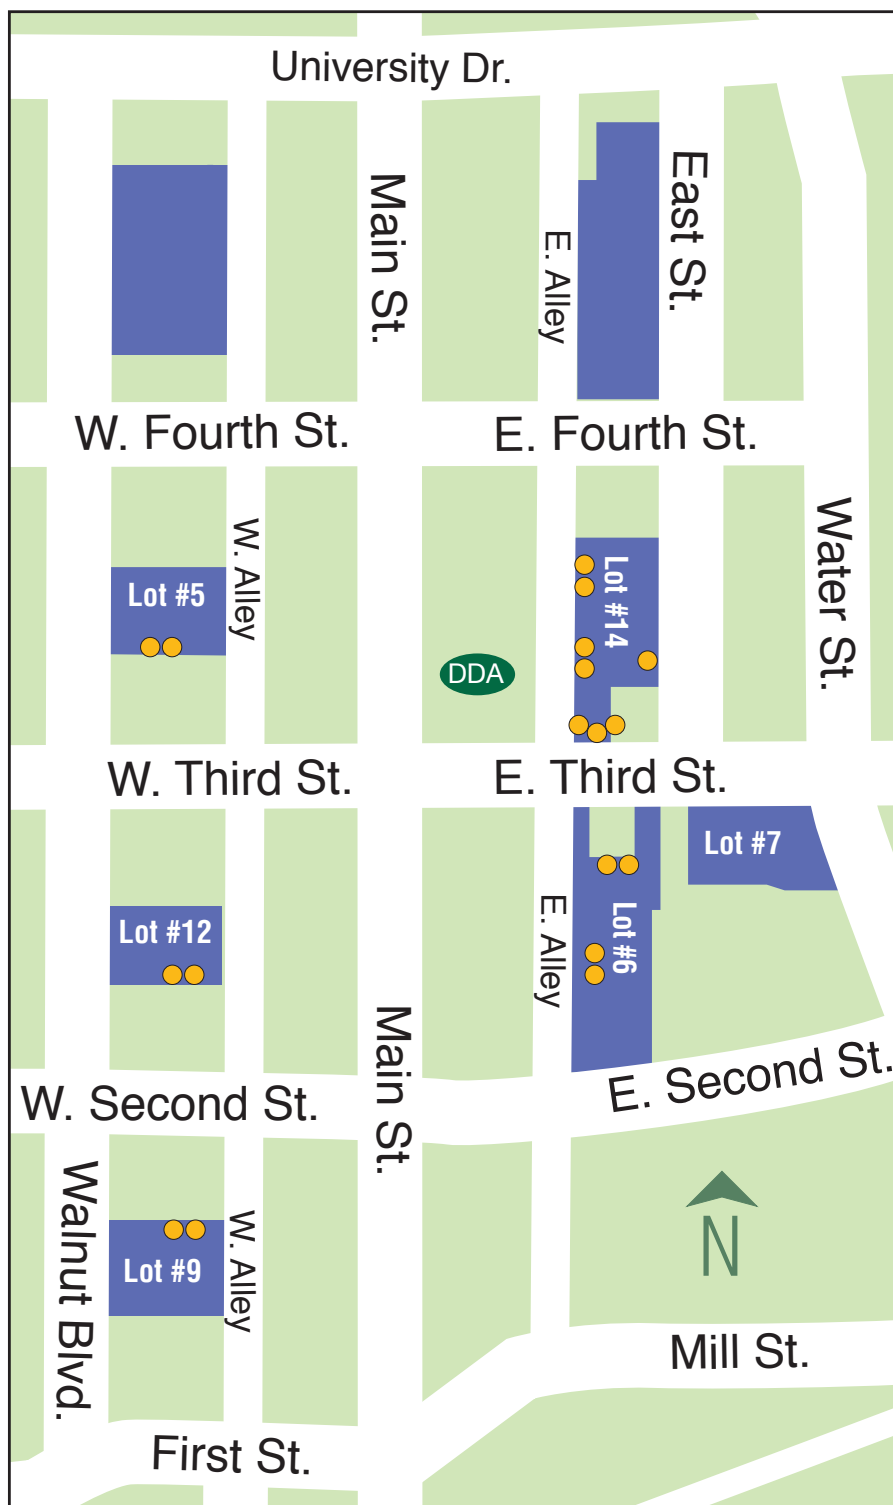 University Dr.
Main St.
East St.
E. Alley
W. Fourth St.
E. Fourth St.
Water St.
W. Alley
Lot #5
Lot #14
DDA
W. Third St.
E. Third St.
Lot #7
Lot #12
E. Alley
Lot #6
Main St.
W. Second St.
E. Second St.
Walnut Blvd.
W. Alley
Lot #9
N
Mill St.
First St.